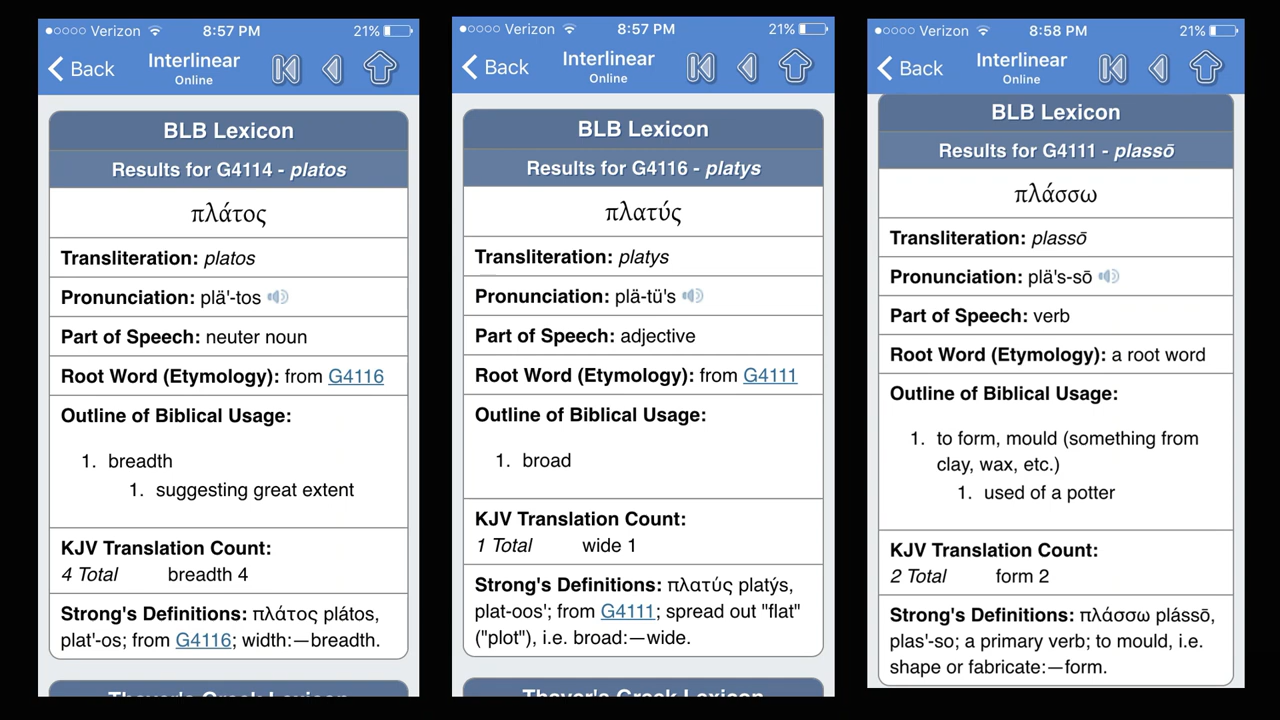 ●○○○○ Verizon 8:57 PM 21%
Back
Interlinear
Online
BLB Lexicon
Results for G4114 - platos
πλάτος
Transliteration: platos
Pronunciation: plä'-tos
Part of Speech: neuter noun
Root Word (Etymology): from G4116
Outline of Biblical Usage:
1. breadth
1. suggesting great extent
KJV Translation Count:
4 Total breadth 4
Strong's Definitions: πλάτος plátos,
plat'-os; from G4116; width:—breadth.
Thayer's Greek Lexicon
●○○○○ Verizon 8:57 PM 21%
Back
Interlinear
Online
BLB Lexicon
Results for G4116 - platys
πλατύς
Transliteration: platys
Pronunciation: plä-tü's
Part of Speech: adjective
Root Word (Etymology): from G4111
Outline of Biblical Usage:
1. broad
KJV Translation Count:
1 Total wide 1
Strong's Definitions: πλατύς platýs,
plat-oos'; from G4111; spread out "flat"
("plot"), i.e. broad:—wide.
Thayer's Greek Lexicon
●○○○○ Verizon 8:58 PM 21%
Back
Interlinear
Online
BLB Lexicon
Results for G4111 - plassō
πλάσσω
Transliteration: plassō
Pronunciation: plä's-sō
Part of Speech: verb
Root Word (Etymology): a root word
Outline of Biblical Usage:
1. to form, mould (something from
clay, wax, etc.)
1. used of a potter
KJV Translation Count:
2 Total form 2
Strong's Definitions: πλάσσω plássō,
plas'-so; a primary verb; to mould, i.e.
shape or fabricate:—form.